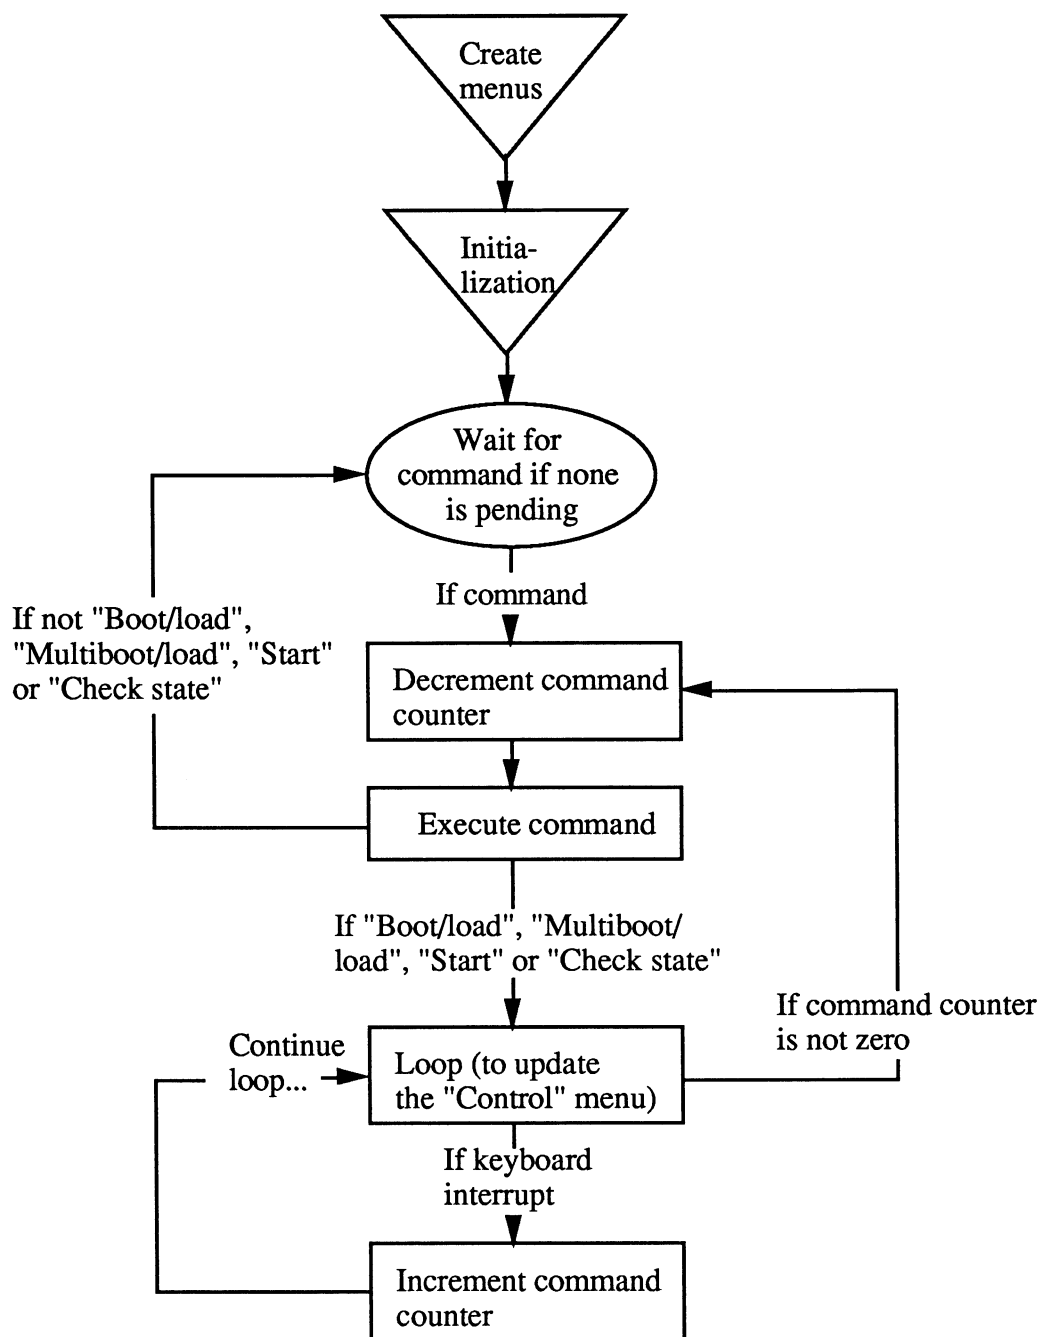 Create
menus
Initia-
lization
Wait for
command if none
is pending
If command
If not "Boot/load",
"Multiboot/load", "Start"
or "Check state"
Decrement command
counter
Execute command
If "Boot/load", "Multiboot/
load", "Start" or "Check state"
If command counter
is not zero
Continue
loop...
Loop (to update
the "Control" menu)
If keyboard
interrupt
Increment command
counter